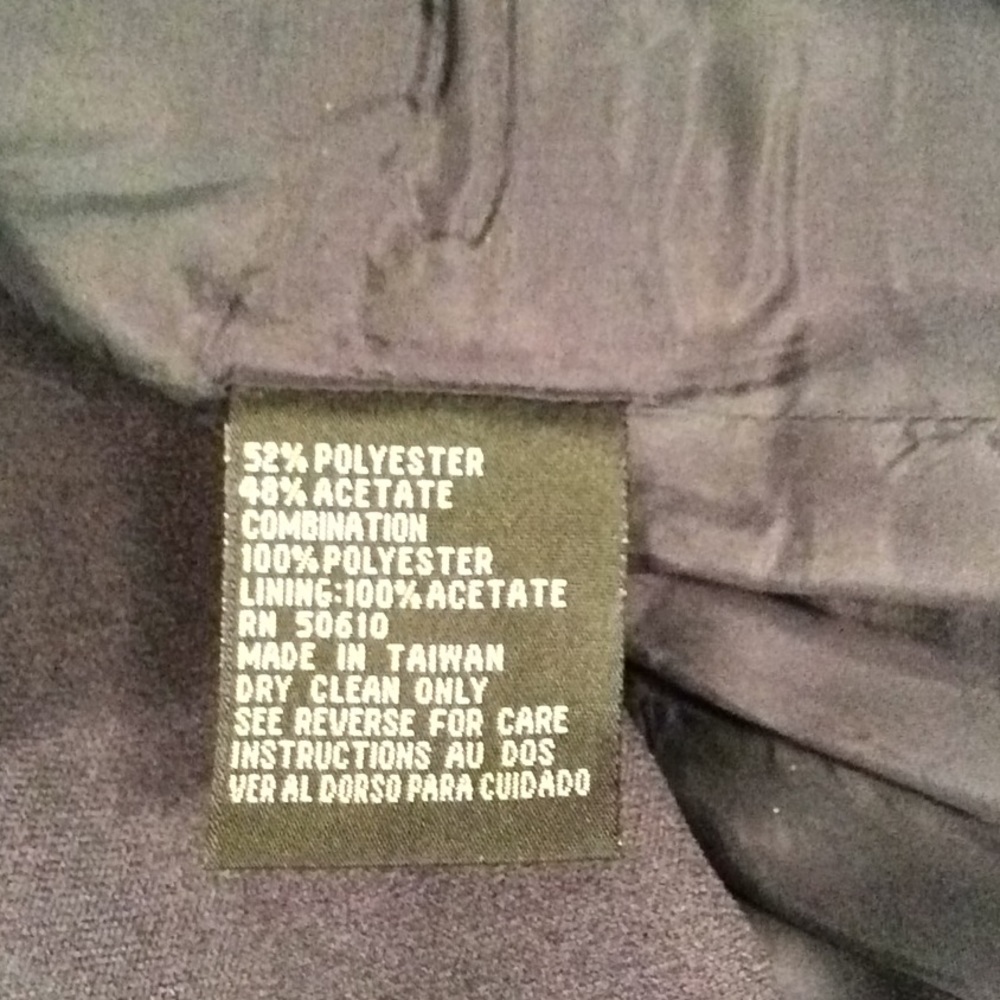 52% POLYESTER
48% ACETATE
COMBINATION
100% POLYESTER
LINING:100% ACETATE
RN 50610
MADE IN TAIWAN
DRY CLEAN ONLY
SEE REVERSE FOR CARE
INSTRUCTIONS AU DOS
VER AL DORSO PARA CUIDADO